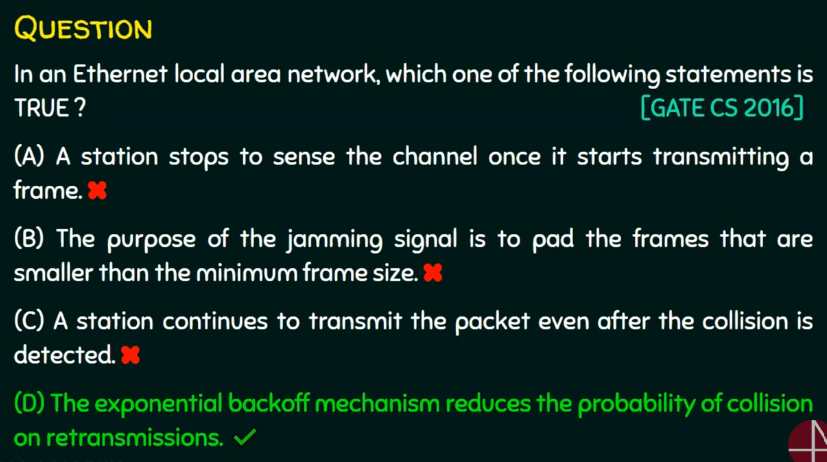 QUESTION
In an Ethernet local area network, which one of the following statements is
TRUE ? [GATE CS 2016]
(A) A station stops to sense the channel once it starts transmitting a
frame. ✖
(B) The purpose of the jamming signal is to pad the frames that are
smaller than the minimum frame size. ✖
(C) A station continues to transmit the packet even after the collision is
detected. ✖
(D) The exponential backoff mechanism reduces the probability of collision
on retransmissions. ✓